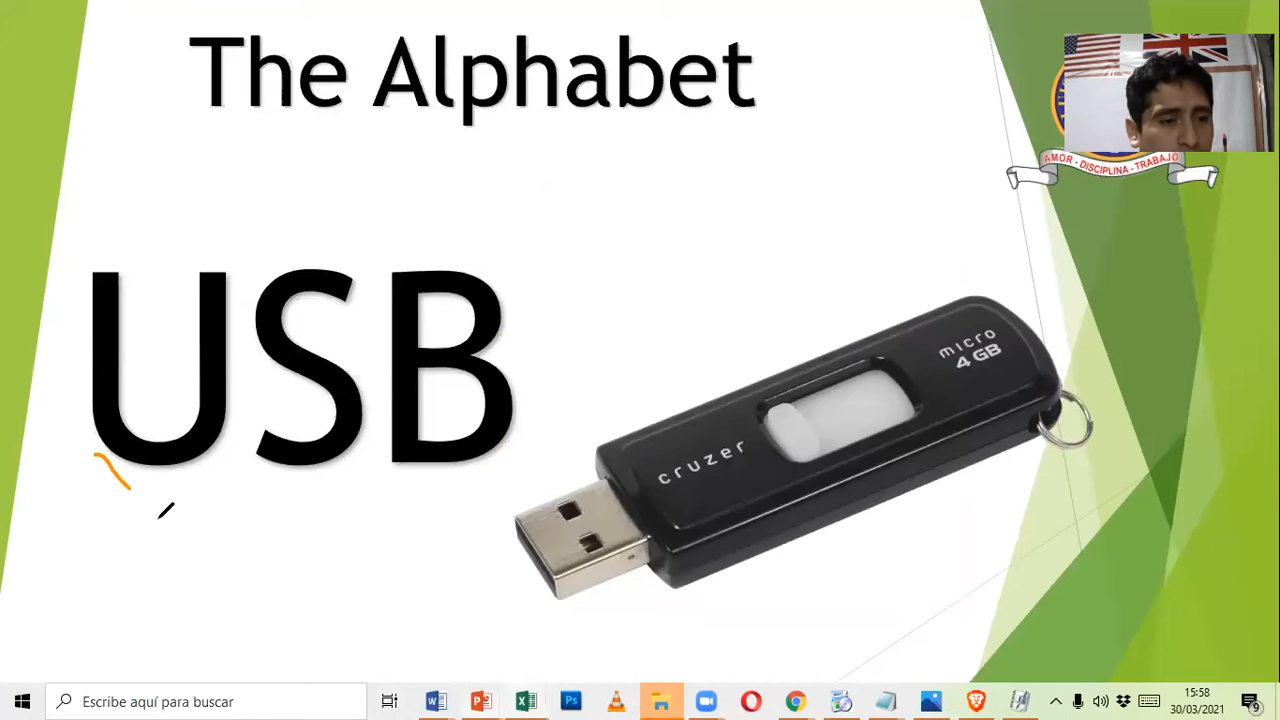 The Alphabet
AMOR - DISCIPLINA - TRABAJO
USB
micro
4 GB
cruzer
Escribe aquí para buscar
15:58
30/03/2021